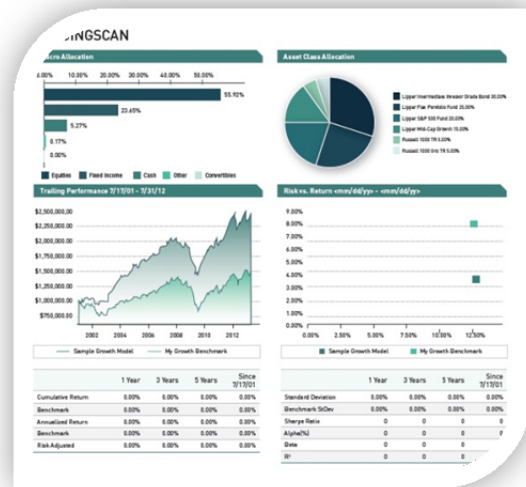 INGSCAN
Macro Allocation
0.00% 10.00% 20.00% 30.00% 40.00% 50.00%
55.92%
23.65%
5.27%
0.17%
0.00%
Equities Fixed Income Cash Other Convertibles
Asset Class Allocation
Lipper Intermediate Investor Grade Bond 30.00%
Lipper Flex Portfolio Fund 25.00%
Lipper S&P 500 Fund 20.00%
Lipper Mid-Cap Growth 15.00%
Russell 1000 TR 5.00%
Russell 1000 Gro TR 5.00%
Trailing Performance 7/17/01 - 7/31/12
$2,500,000.00
$2,250,000.00
$2,000,000.00
$1,750,000.00
$1,500,000.00
$1,250,000.00
$1,000,000.00
$750,000.00
2002 2004 2006 2008 2010 2012
Sample Growth Model My Growth Benchmark
Risk vs. Return <mm/dd/yy> - <mm/dd/yy>
9.00%
8.00%
7.00%
6.00%
5.00%
4.00%
3.00%
2.00%
1.00%
0.00%
0.00% 2.50% 5.00% 7.50% 10.00% 12.50%
Sample Growth Model My Growth Benchmark
1 Year 3 Years 5 Years Since 7/17/01
Cumulative Return 0.00% 0.00% 0.00% 0.00%
Benchmark 0.00% 0.00% 0.00% 0.00%
Annualized Return 0.00% 0.00% 0.00% 0.00%
Benchmark 0.00% 0.00% 0.00% 0.00%
Risk Adjusted 0.00% 0.00% 0.00% 0.00%
1 Year 3 Years 5 Years Since 7/17/01
Standard Deviation 0.00% 0.00% 0.00% 0.00%
Benchmark StDev 0.00% 0.00% 0.00% 0.00%
Sharpe Ratio 0 0 0 0
Alpha(%) 0 0 0 0
Beta 0 0 0
R² 0 0 0